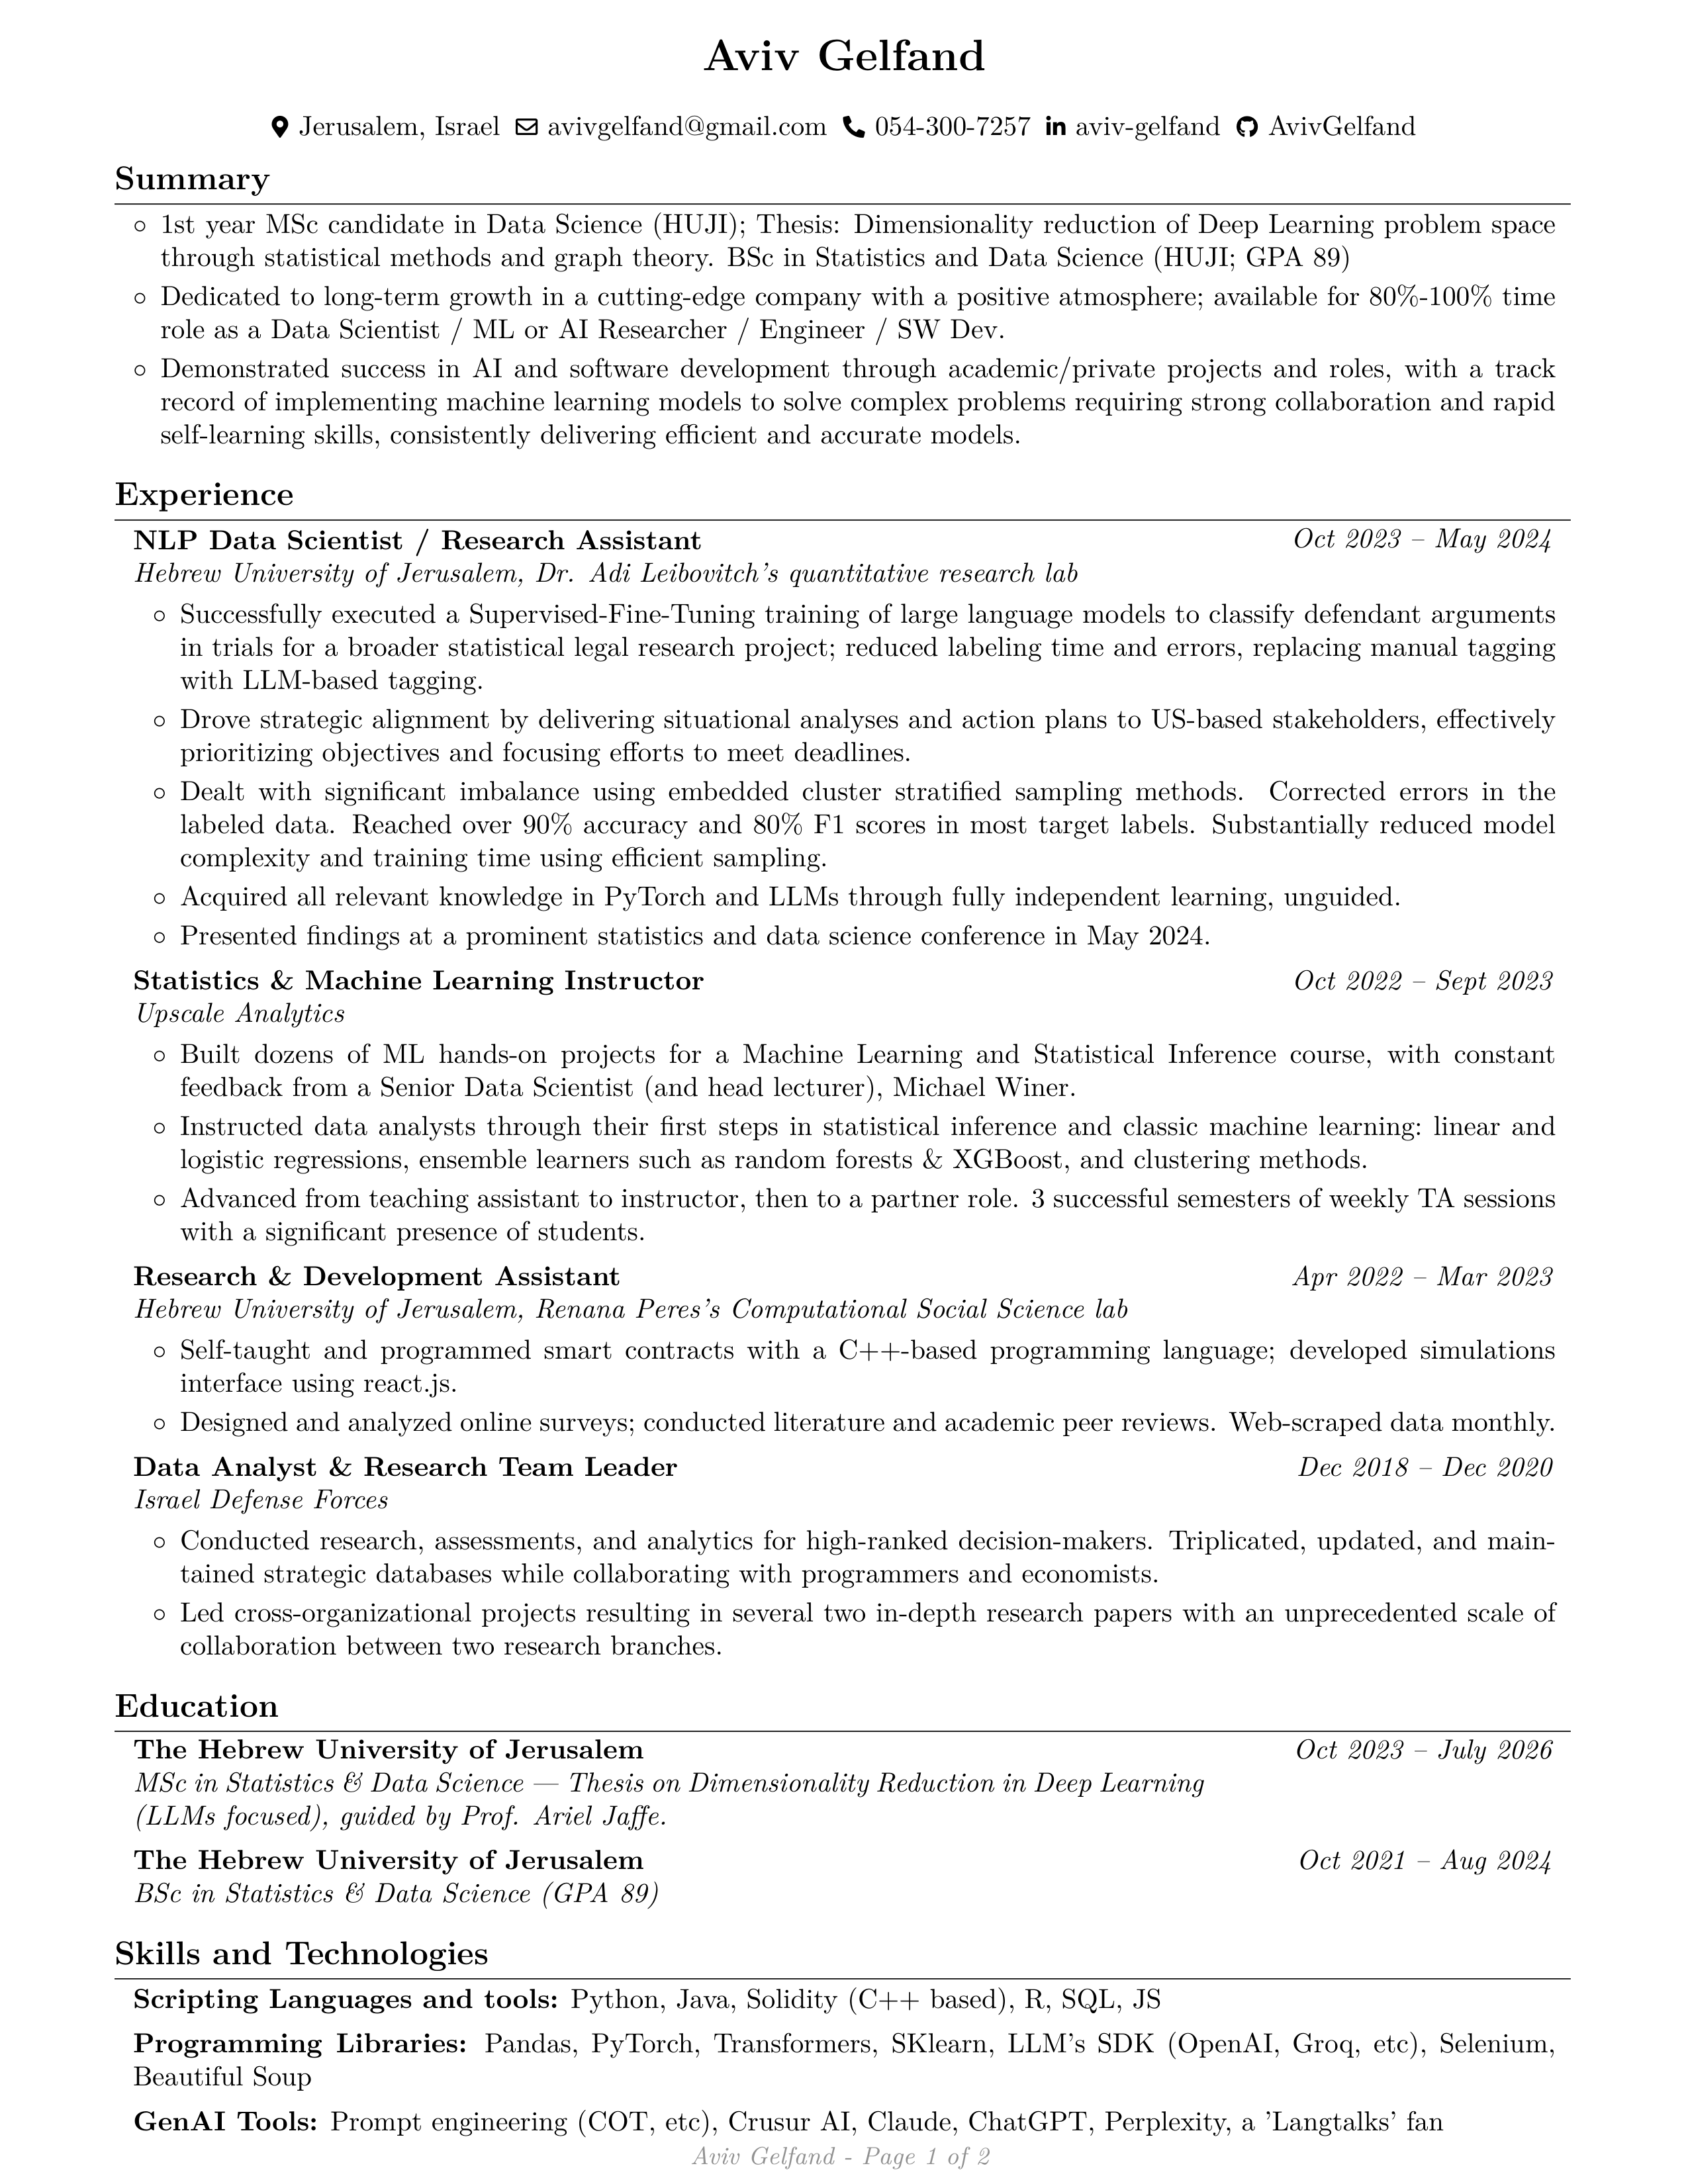 Aviv Gelfand
Jerusalem, Israel avivgelfand@gmail.com 054-300-7257 aviv-gelfand AvivGelfand
Summary
◦ 1st year MSc candidate in Data Science (HUJI); Thesis: Dimensionality reduction of Deep Learning problem space
through statistical methods and graph theory. BSc in Statistics and Data Science (HUJI; GPA 89)
◦ Dedicated to long-term growth in a cutting-edge company with a positive atmosphere; available for 80%-100% time
role as a Data Scientist / ML or AI Researcher / Engineer / SW Dev.
◦ Demonstrated success in AI and software development through academic/private projects and roles, with a track
record of implementing machine learning models to solve complex problems requiring strong collaboration and rapid
self-learning skills, consistently delivering efficient and accurate models.
Experience
NLP Data Scientist / Research Assistant Oct 2023 – May 2024
Hebrew University of Jerusalem, Dr. Adi Leibovitch's quantitative research lab
◦ Successfully executed a Supervised-Fine-Tuning training of large language models to classify defendant arguments
in trials for a broader statistical legal research project; reduced labeling time and errors, replacing manual tagging
with LLM-based tagging.
◦ Drove strategic alignment by delivering situational analyses and action plans to US-based stakeholders, effectively
prioritizing objectives and focusing efforts to meet deadlines.
◦ Dealt with significant imbalance using embedded cluster stratified sampling methods. Corrected errors in the
labeled data. Reached over 90% accuracy and 80% F1 scores in most target labels. Substantially reduced model
complexity and training time using efficient sampling.
◦ Acquired all relevant knowledge in PyTorch and LLMs through fully independent learning, unguided.
◦ Presented findings at a prominent statistics and data science conference in May 2024.
Statistics & Machine Learning Instructor Oct 2022 – Sept 2023
Upscale Analytics
◦ Built dozens of ML hands-on projects for a Machine Learning and Statistical Inference course, with constant
feedback from a Senior Data Scientist (and head lecturer), Michael Winer.
◦ Instructed data analysts through their first steps in statistical inference and classic machine learning: linear and
logistic regressions, ensemble learners such as random forests & XGBoost, and clustering methods.
◦ Advanced from teaching assistant to instructor, then to a partner role. 3 successful semesters of weekly TA sessions
with a significant presence of students.
Research & Development Assistant Apr 2022 – Mar 2023
Hebrew University of Jerusalem, Renana Peres's Computational Social Science lab
◦ Self-taught and programmed smart contracts with a C++-based programming language; developed simulations
interface using react.js.
◦ Designed and analyzed online surveys; conducted literature and academic peer reviews. Web-scraped data monthly.
Data Analyst & Research Team Leader Dec 2018 – Dec 2020
Israel Defense Forces
◦ Conducted research, assessments, and analytics for high-ranked decision-makers. Triplicated, updated, and main-
tained strategic databases while collaborating with programmers and economists.
◦ Led cross-organizational projects resulting in several two in-depth research papers with an unprecedented scale of
collaboration between two research branches.
Education
The Hebrew University of Jerusalem Oct 2023 – July 2026
MSc in Statistics & Data Science — Thesis on Dimensionality Reduction in Deep Learning
(LLMs focused), guided by Prof. Ariel Jaffe.
The Hebrew University of Jerusalem Oct 2021 – Aug 2024
BSc in Statistics & Data Science (GPA 89)
Skills and Technologies
Scripting Languages and tools: Python, Java, Solidity (C++ based), R, SQL, JS
Programming Libraries: Pandas, PyTorch, Transformers, SKlearn, LLM's SDK (OpenAI, Groq, etc), Selenium,
Beautiful Soup
GenAI Tools: Prompt engineering (COT, etc), Crusur AI, Claude, ChatGPT, Perplexity, a 'Langtalks' fan
Aviv Gelfand - Page 1 of 2